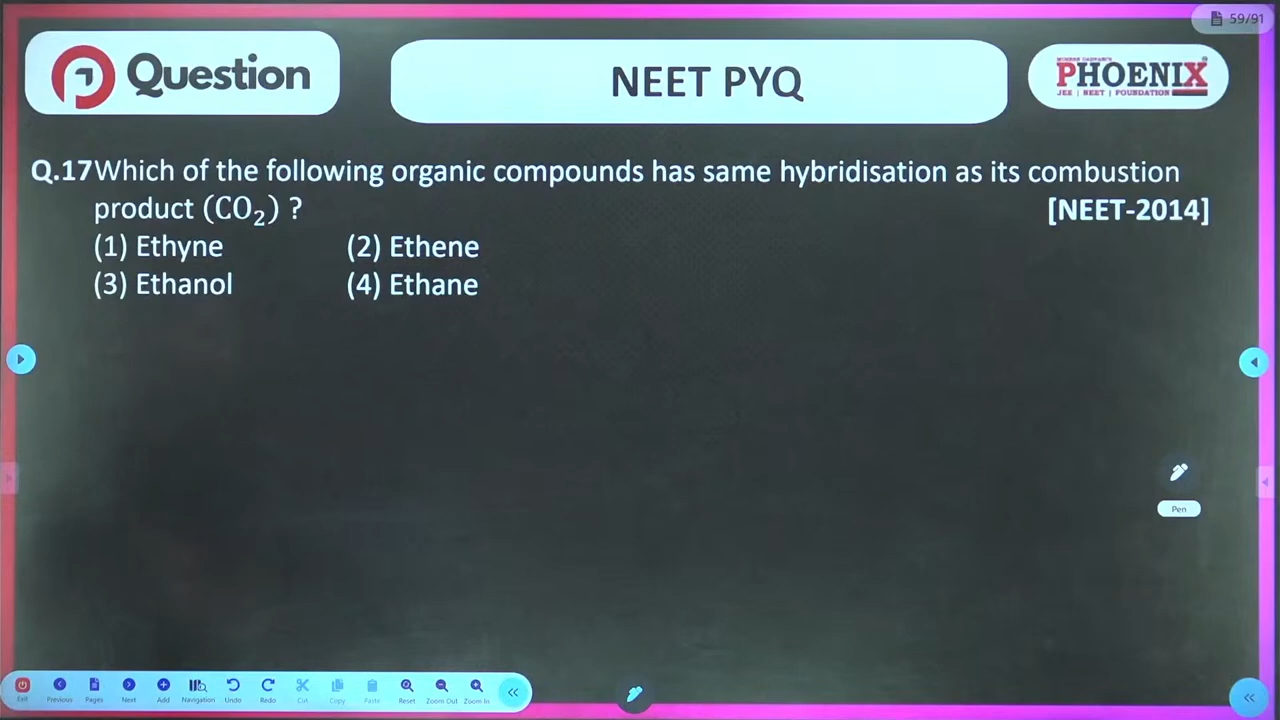 59/91
Question
NEET PYQ
PHOENIX
JEE | NEET | FOUNDATION
Q.17 Which of the following organic compounds has same hybridisation as its combustion
product (CO₂) ?
[NEET-2014]
(1) Ethyne
(2) Ethene
(3) Ethanol
(4) Ethane
Pen
Exit
Previous
Pages
Next
Add
Navigation
Undo
Redo
Cut
Copy
Paste
Reset
Zoom Out
Zoom In